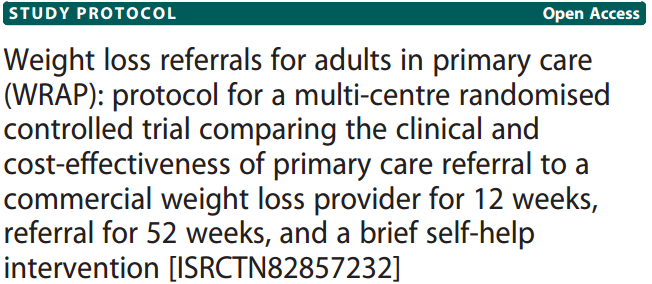 STUDY PROTOCOL Open Access
Weight loss referrals for adults in primary care
(WRAP): protocol for a multi-centre randomised
controlled trial comparing the clinical and
cost-effectiveness of primary care referral to a
commercial weight loss provider for 12 weeks,
referral for 52 weeks, and a brief self-help
intervention [ISRCTN82857232]